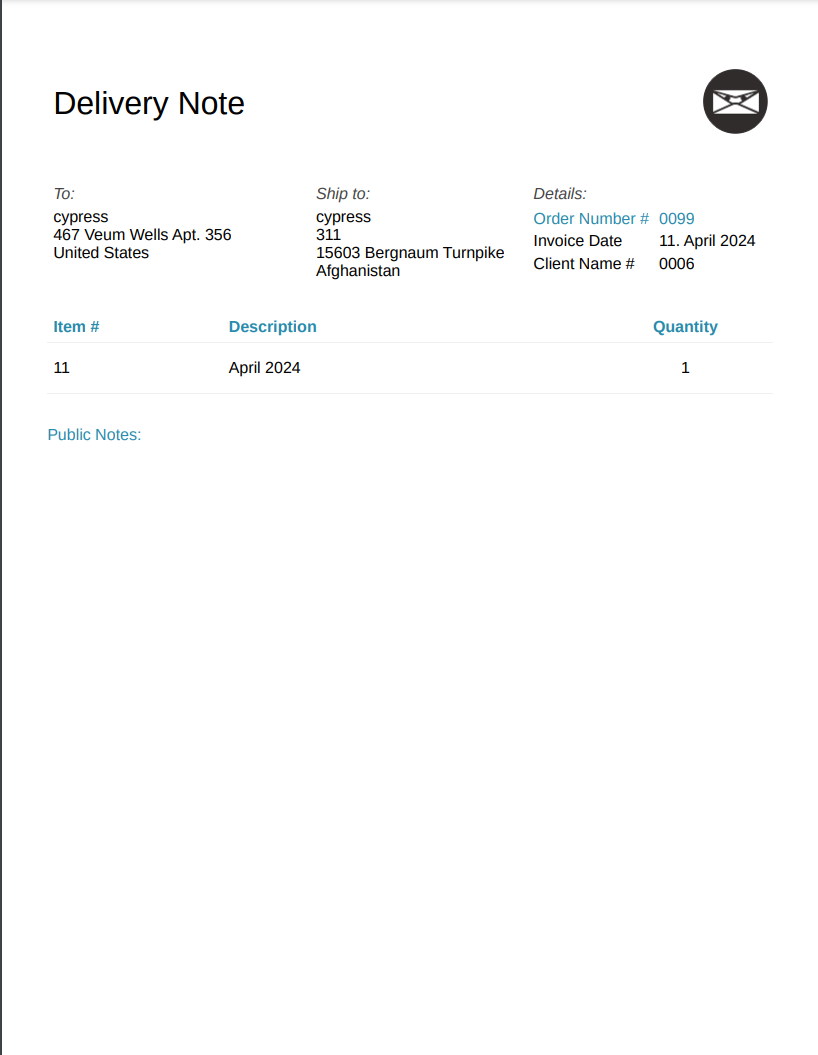 Delivery Note
To:
cypress
467 Veum Wells Apt. 356
United States
Ship to:
cypress
311
15603 Bergnaum Turnpike
Afghanistan
Details:
Order Number # 0099
Invoice Date 11. April 2024
Client Name # 0006
Item # Description Quantity
11 April 2024 1
Public Notes: